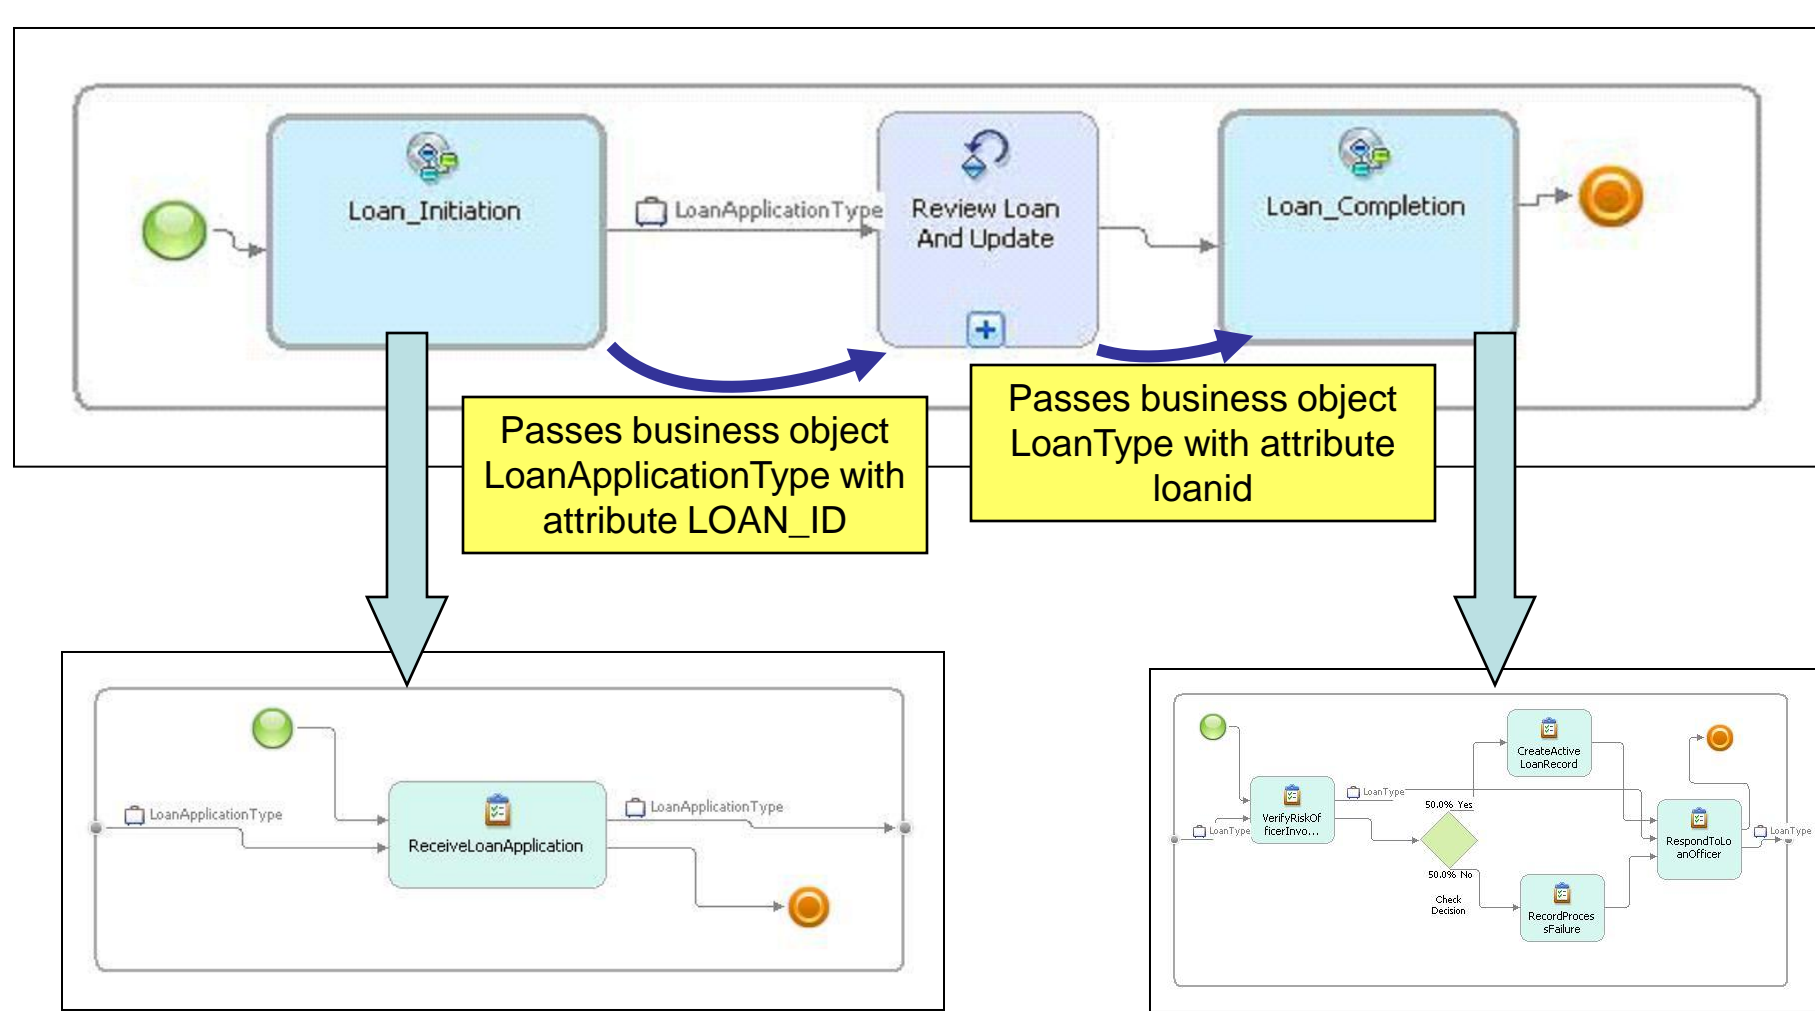 Loan_Initiation
LoanApplicationType
Review Loan
And Update
Loan_Completion
Passes business object
LoanApplicationType with
attribute LOAN_ID
Passes business object
LoanType with attribute
loanid
LoanApplicationType
ReceiveLoanApplication
LoanApplicationType
LoanType
VerifyRiskOf
ficerInvo...
LoanType
50.0% Yes
50.0% No
Check
Decision
CreateActive
LoanRecord
RecordProces
sFailure
RespondToLo
anOfficer
LoanType